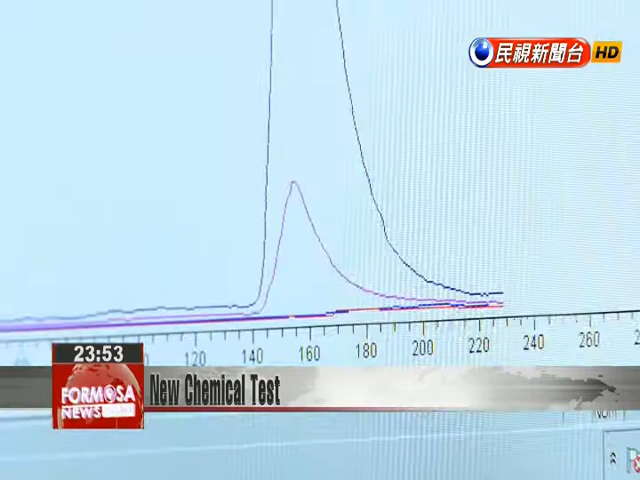 民視新聞台 HD
120 140 160 180 200 220 240 260
23:53
FORMOSA
NEWS
New Chemical Test